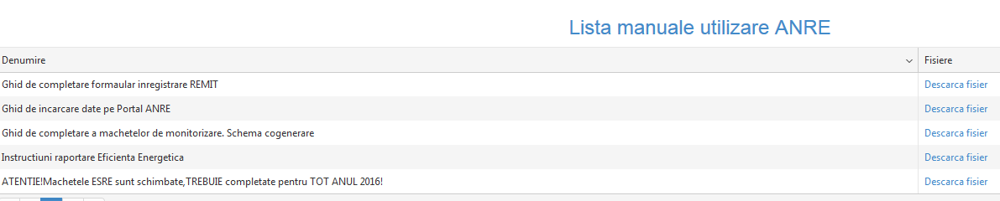 Lista manuale utilizare ANRE
Denumire Fisiere
Ghid de completare formaular inregistrare REMIT Descarca fisier
Ghid de incarcare date pe Portal ANRE Descarca fisier
Ghid de completare a machetelor de monitorizare. Schema cogenerare Descarca fisier
Instructiuni raportare Eficienta Energetica Descarca fisier
ATENTIE!Machetele ESRE sunt schimbate,TREBUIE completate pentru TOT ANUL 2016! Descarca fisier